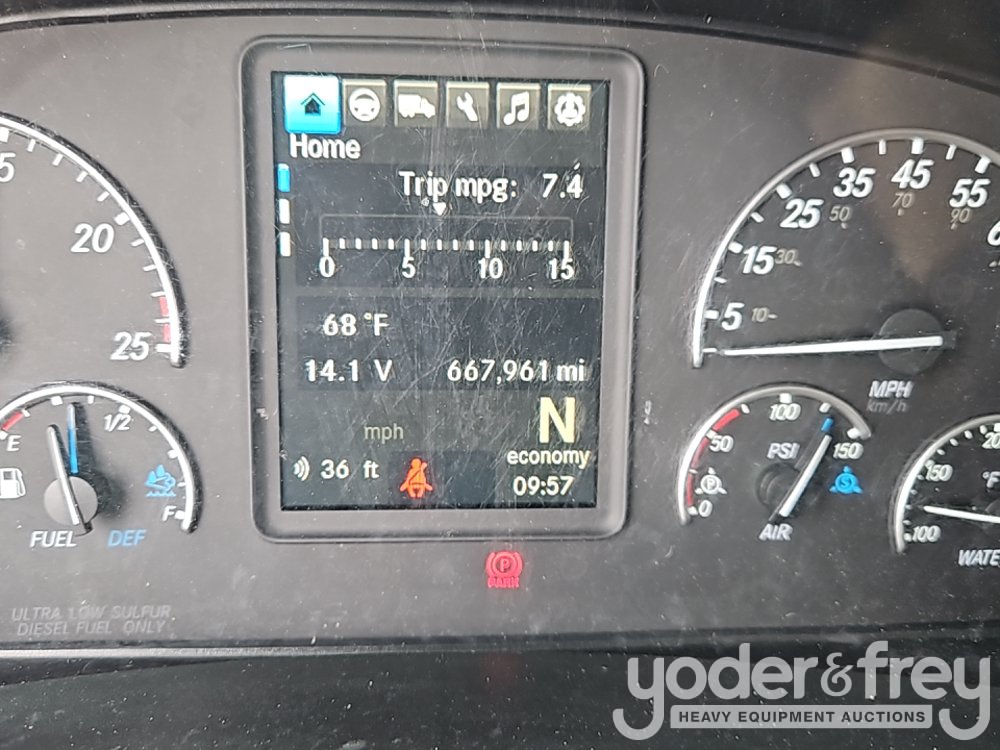 Home
Trip mpg: 7.4
0 5 10 15
68 °F
14.1 V 667,961 mi
N
mph
economy
36 ft
09:57
20
25
E 1/2 F
FUEL DEF
ULTRA LOW SULFUR
DIESEL FUEL ONLY
P
PARK
5 15 25 35 45 55
10 30 50 70 90
MPH
km/h
0 50 100 150
PSI
P
S
AIR
100 150
°F
yoder&frey
HEAVY EQUIPMENT AUCTIONS